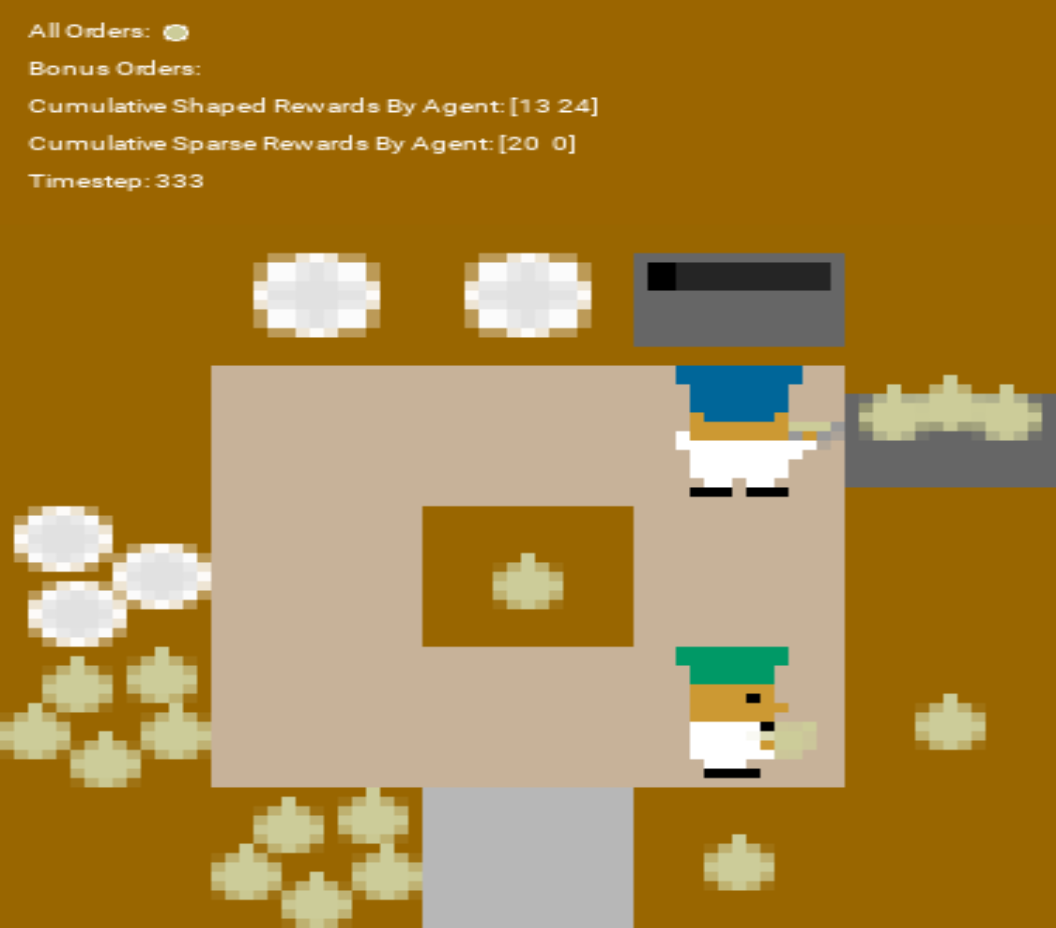 All Orders:
Bonus Orders:
Cumulative Shaped Rewards By Agent: [13 24]
Cumulative Sparse Rewards By Agent: [20 0]
Timestep: 333